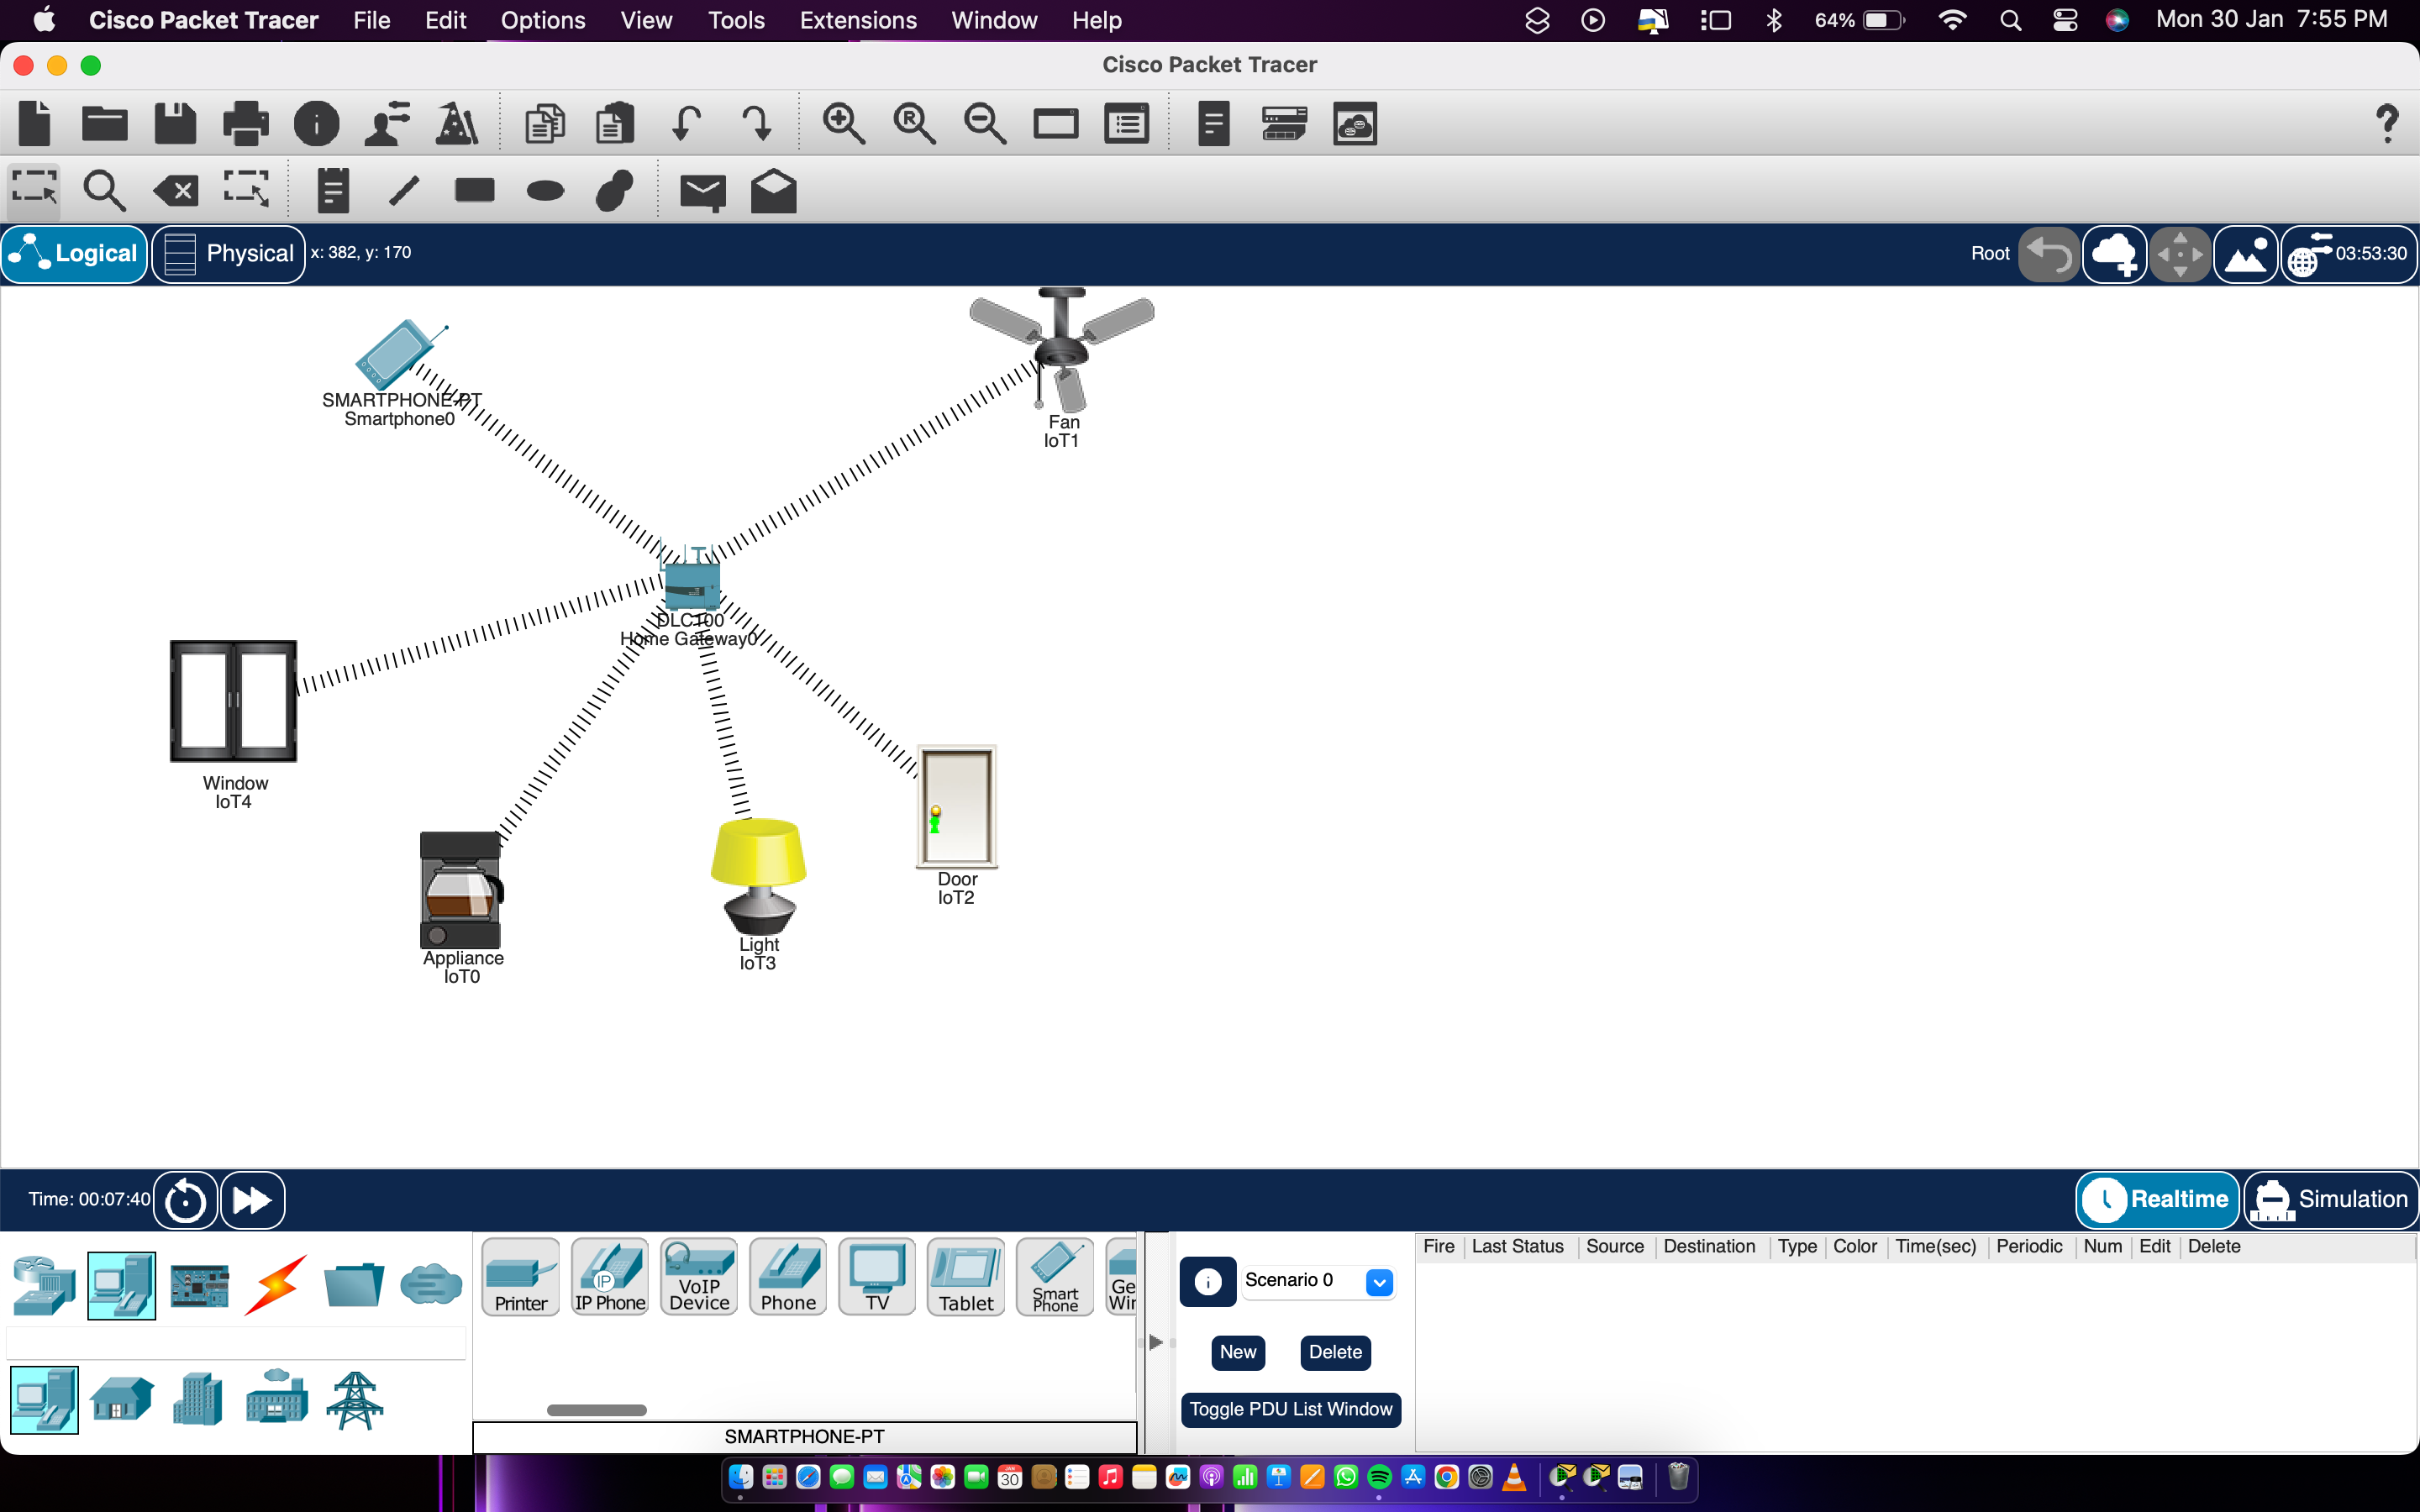 Cisco Packet Tracer File Edit Options View Tools Extensions Window Help 64% Mon 30 Jan 7:55 PM
Cisco Packet Tracer
Logical Physical x: 382, y: 170 Root 03:53:30
SMARTPHONE-PT
Smartphone0
Fan
IoT1
DLC100
Home Gateway0
Window
IoT4
Door
IoT2
Light
IoT3
Appliance
IoT0
Time: 00:07:40 Realtime Simulation
Printer IP Phone VoIP Device Phone TV Tablet Smart Phone Ge Wir
SMARTPHONE-PT
Scenario 0
New Delete
Toggle PDU List Window
Fire Last Status Source Destination Type Color Time(sec) Periodic Num Edit Delete
JAN 30